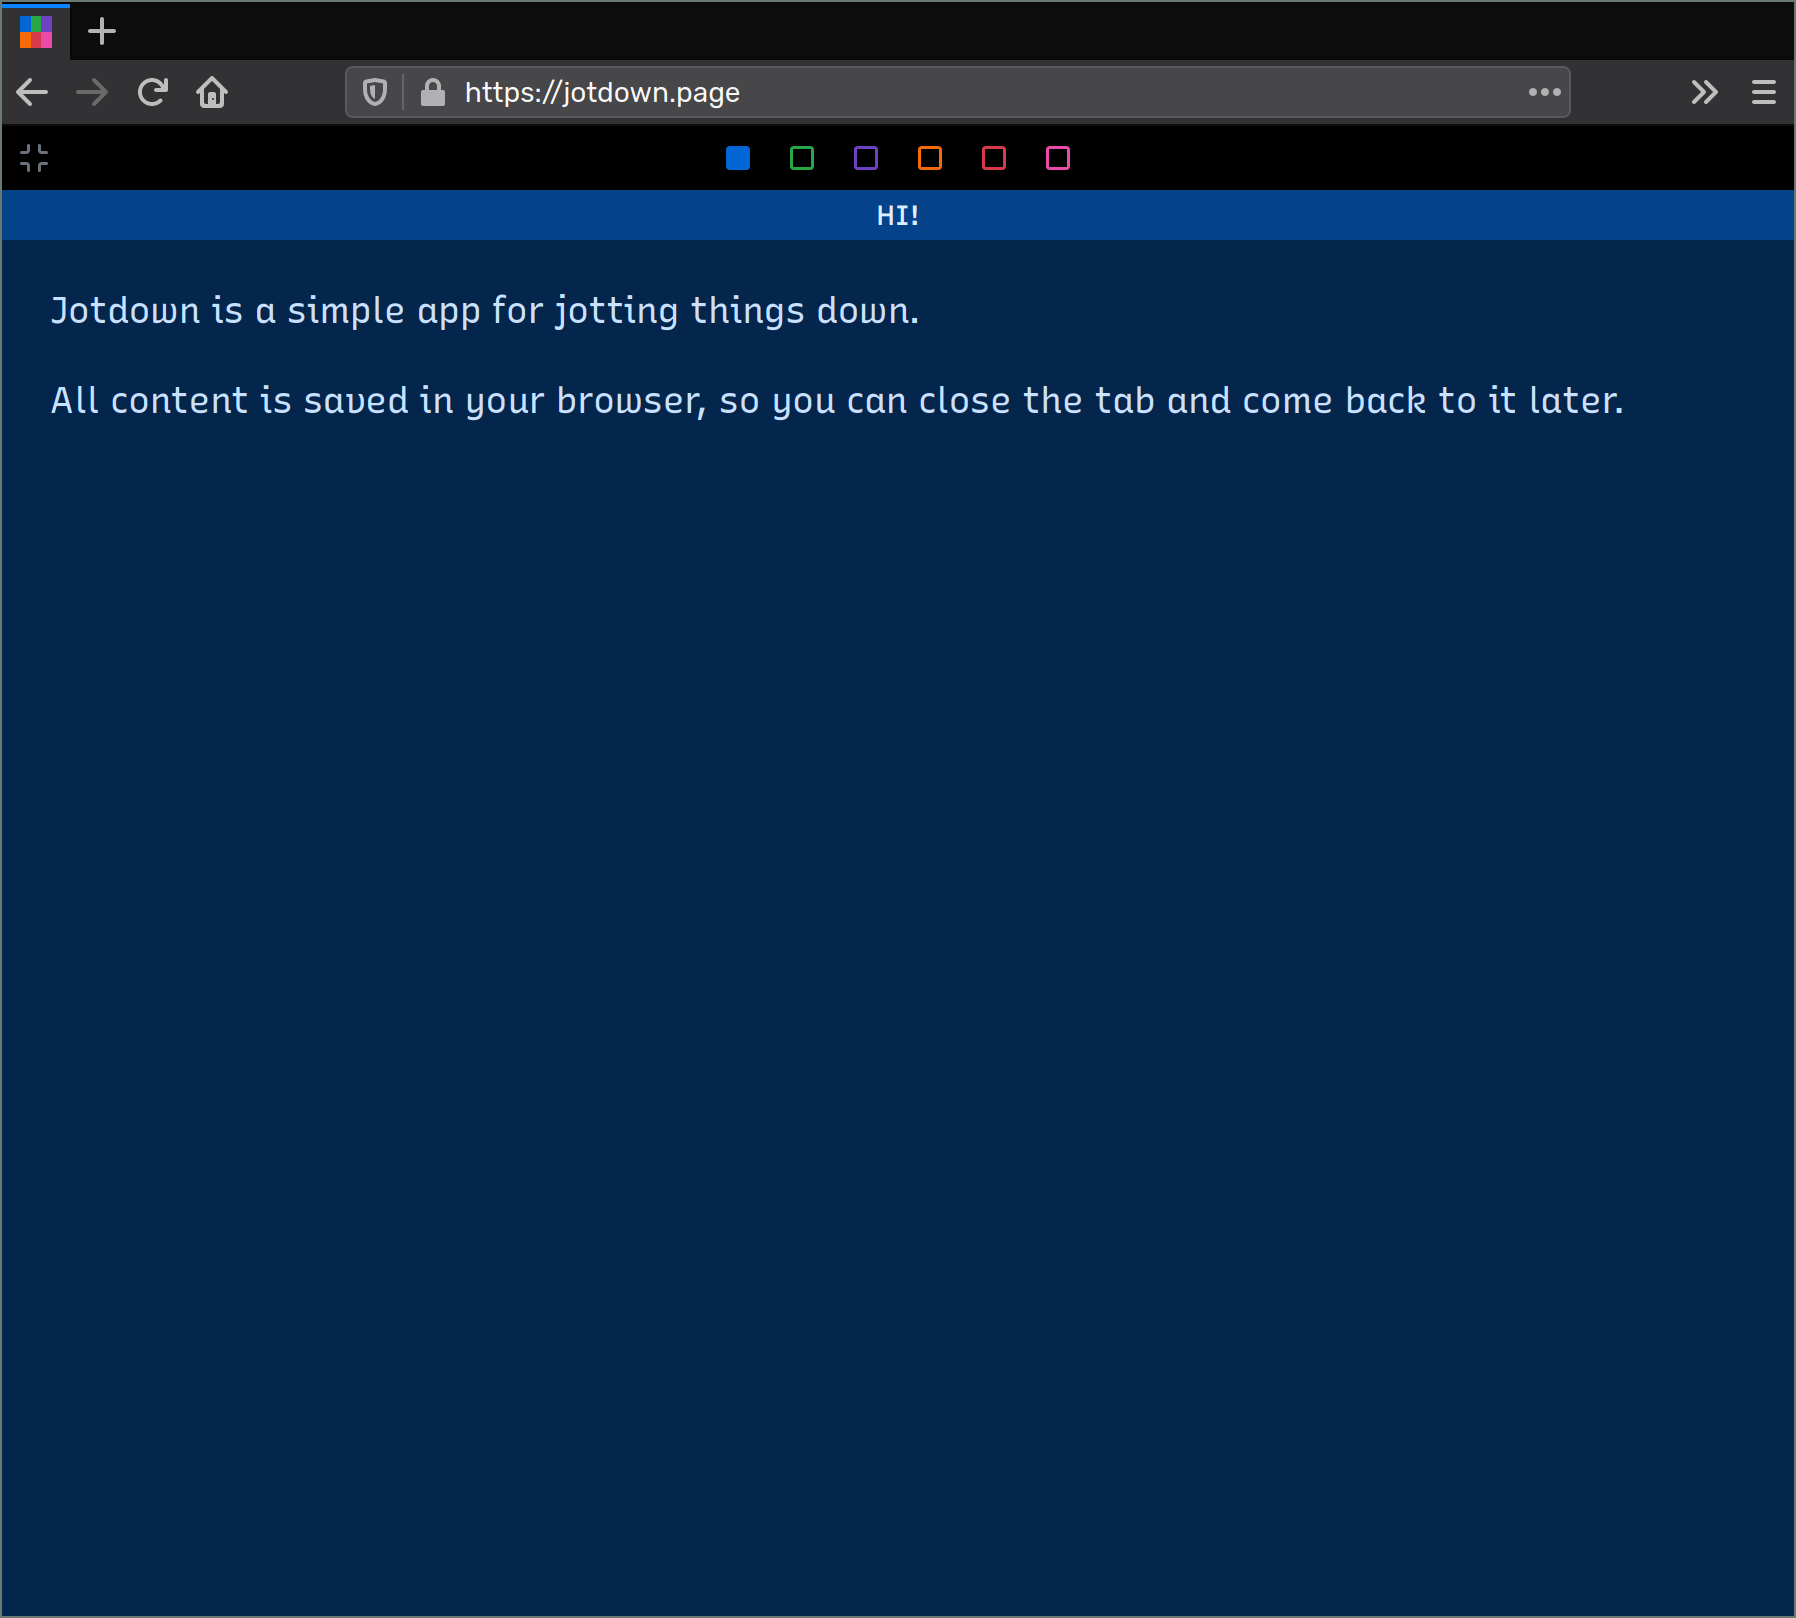 https://jotdown.page
HI!
Jotdown is a simple app for jotting things down.
All content is saved in your browser, so you can close the tab and come back to it later.